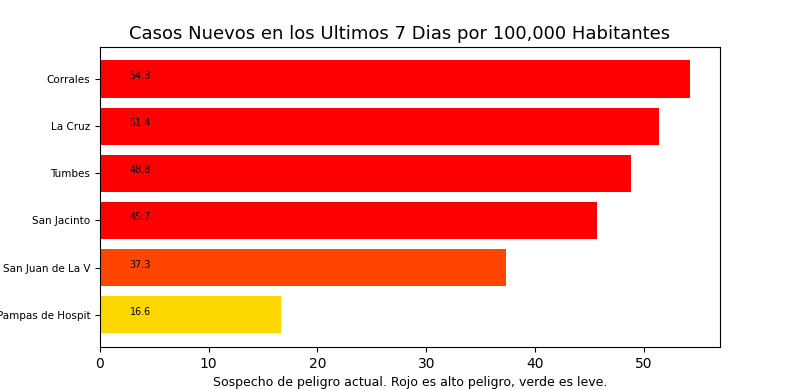 Casos Nuevos en los Ultimos 7 Dias por 100,000 Habitantes
Corrales 54.3
La Cruz 51.4
Tumbes 48.8
San Jacinto 45.7
San Juan de La V 37.3
Pampas de Hospit 16.6
0 10 20 30 40 50
Sospecho de peligro actual. Rojo es alto peligro, verde es leve.